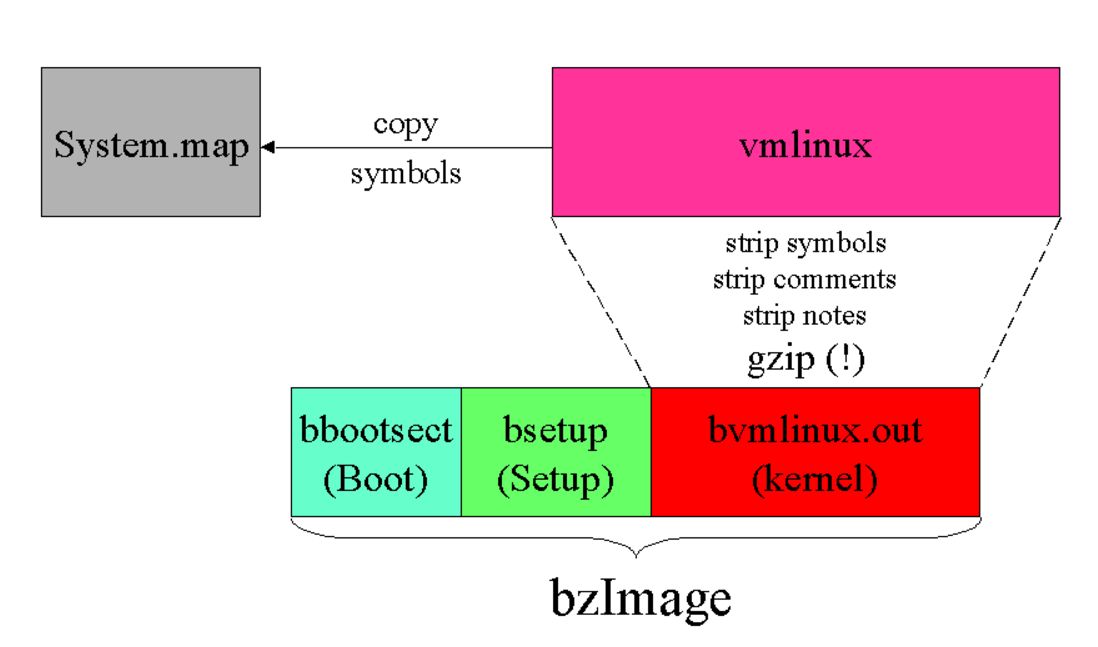 System.map
copy
symbols
vmlinux
strip symbols
strip comments
strip notes
gzip (!)
bbootsect
(Boot)
bsetup
(Setup)
bvmlinux.out
(kernel)
bzImage